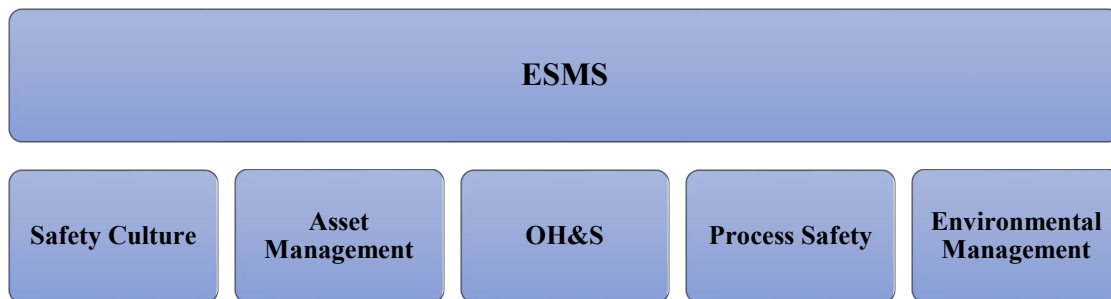 ESMS
Safety Culture
Asset
Management
OH&S
Process Safety
Environmental
Management